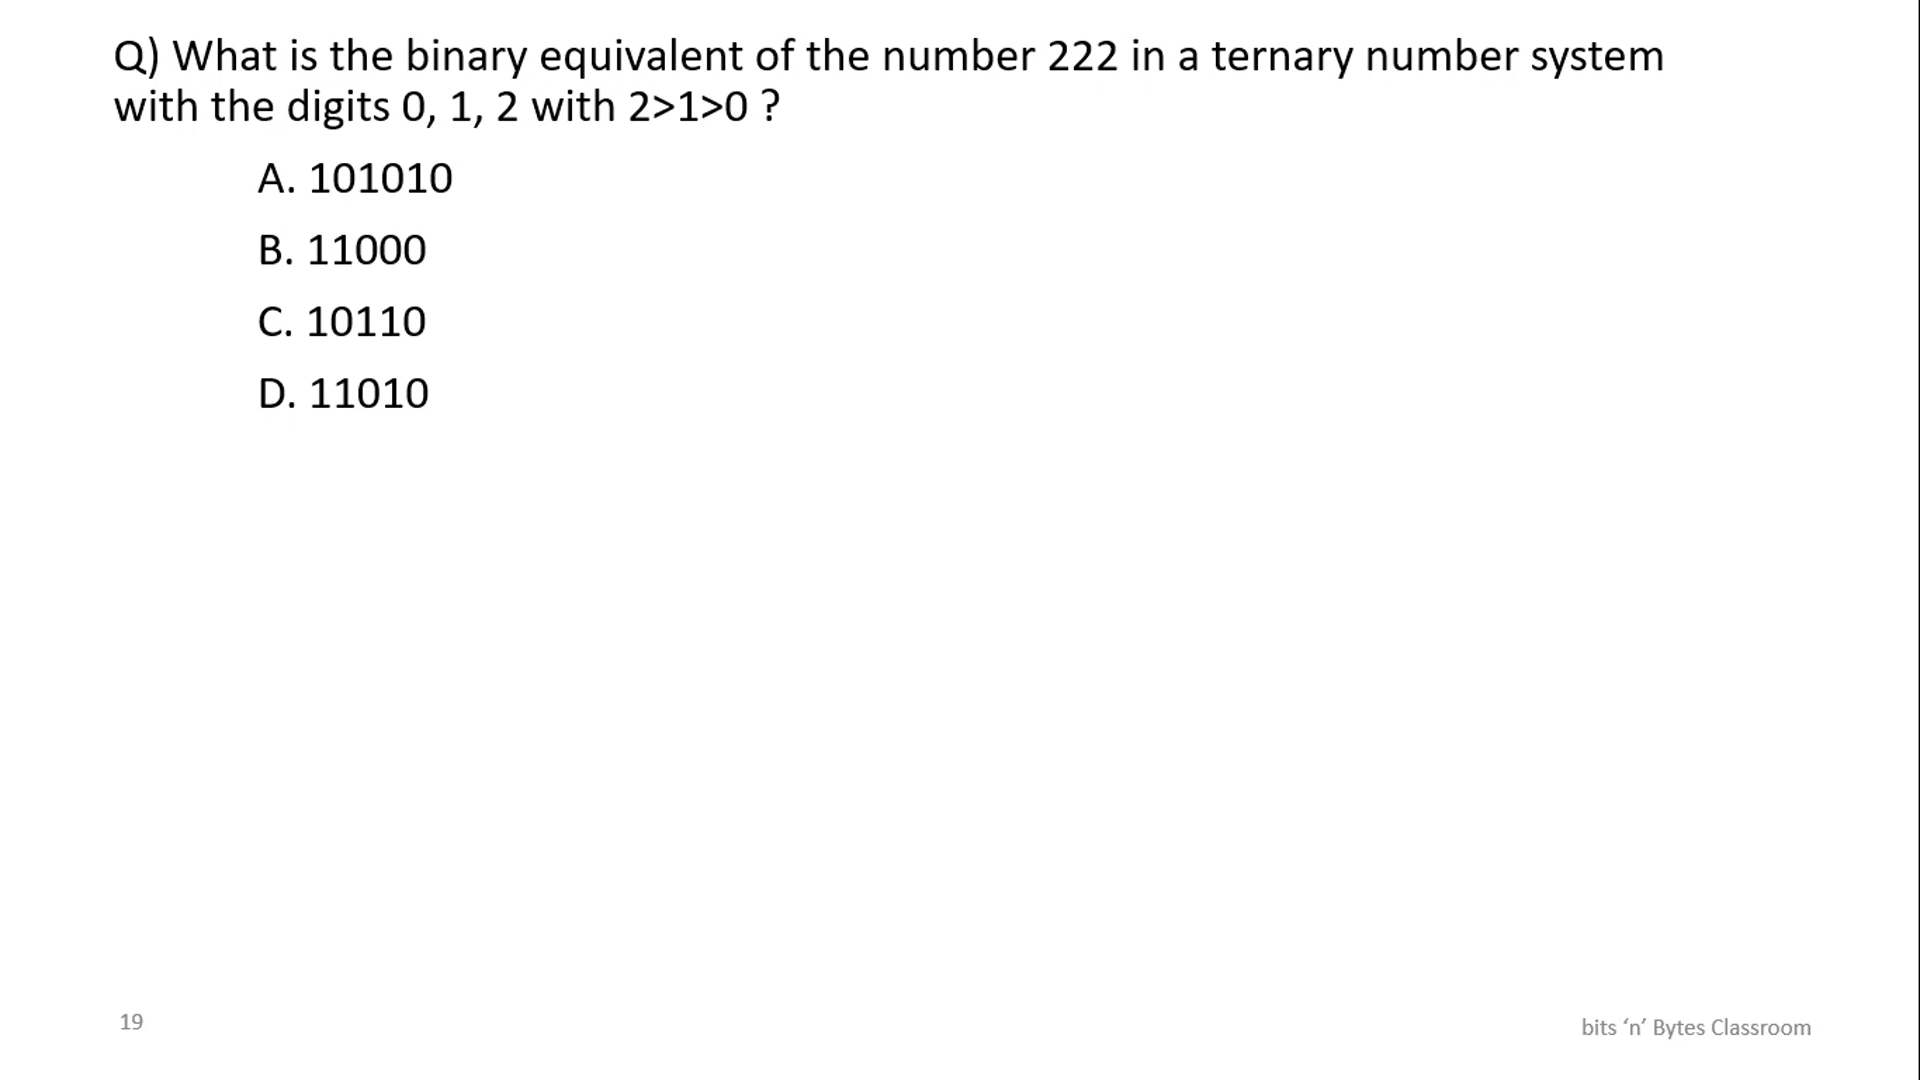 Q) What is the binary equivalent of the number 222 in a ternary number system
with the digits 0, 1, 2 with 2>1>0 ?
A. 101010
B. 11000
C. 10110
D. 11010
19
bits ‘n’ Bytes Classroom